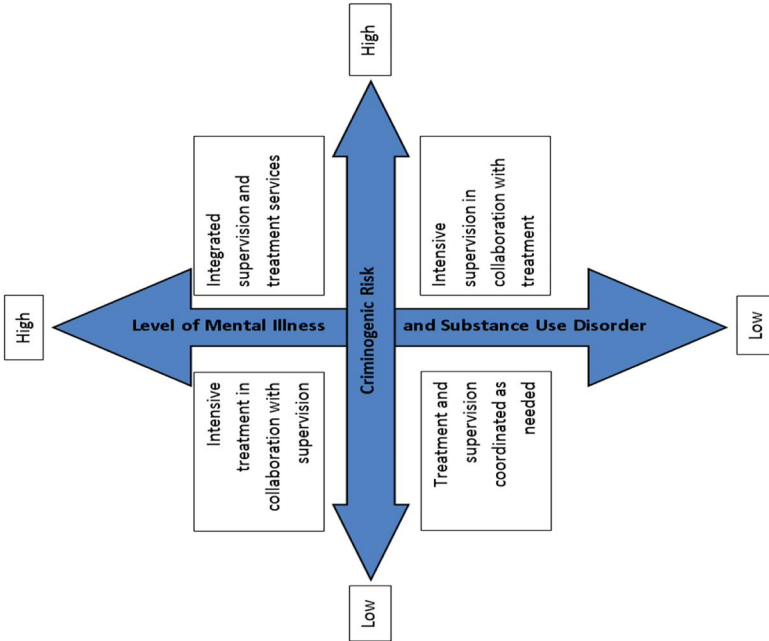 High
Intensive
treatment in
collaboration with
supervision
Integrated
supervision and
treatment services
Level of Mental Illness
and Substance Use Disorder
Low
Criminogenic Risk
High
Treatment and
supervision
coordinated as
needed
Intensive
supervision in
collaboration with
treatment
Low